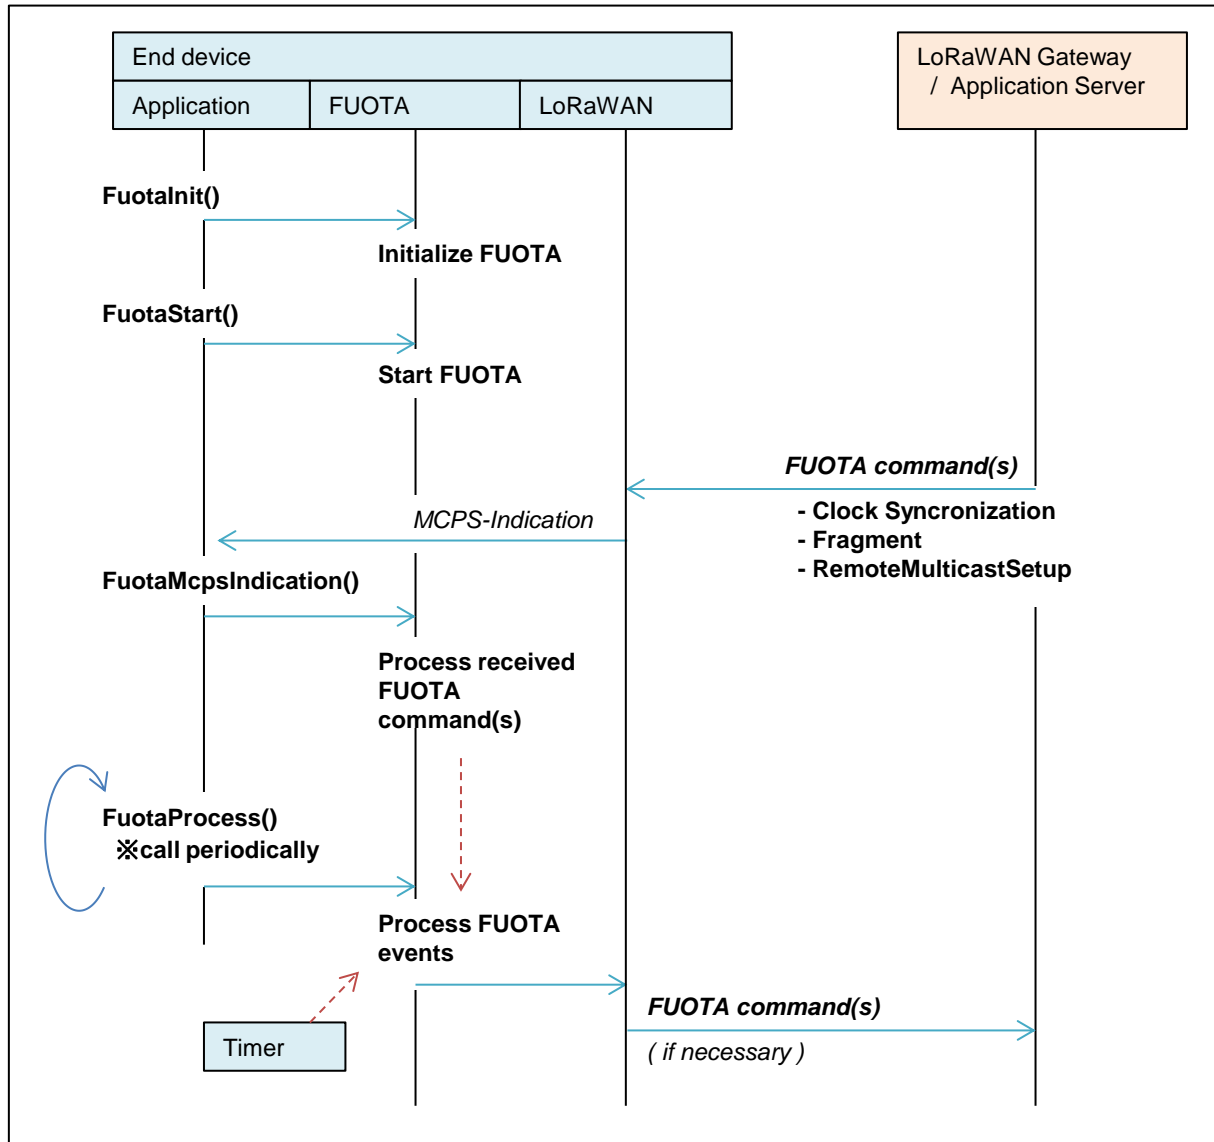 End device
LoRaWAN Gateway
/ Application Server
Application
FUOTA
LoRaWAN
FuotaInit()
Initialize FUOTA
FuotaStart()
Start FUOTA
FUOTA command(s)
- Clock Syncronization
- Fragment
- RemoteMulticastSetup
MCPS-Indication
FuotaMcpsIndication()
Process received
FUOTA
command(s)
FuotaProcess()
※call periodically
Process FUOTA
events
FUOTA command(s)
( if necessary )
Timer